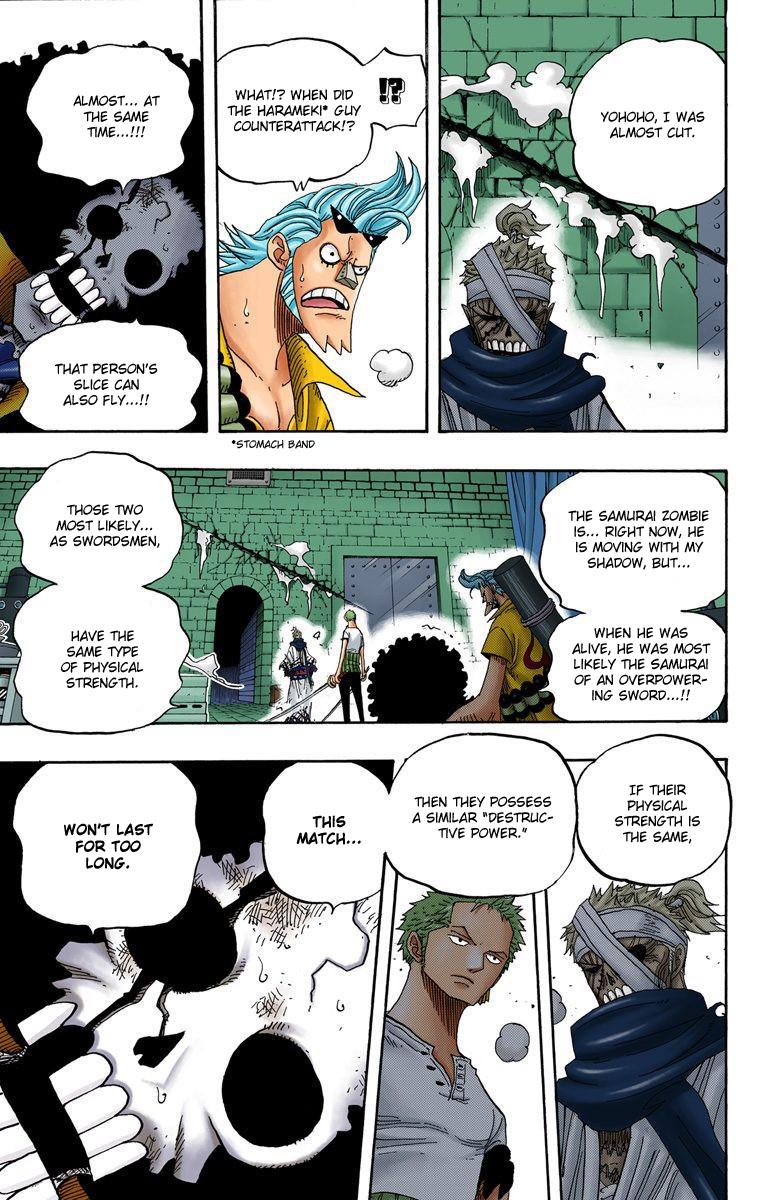 YOHOHO, I WAS
ALMOST CUT.
!?
WHAT!? WHEN DID
THE HARAMEKI* GUY
COUNTERATTACK!?
*STOMACH BAND
ALMOST... AT
THE SAME
TIME...!!!
THAT PERSON'S
SLICE CAN
ALSO FLY...!!
THE SAMURAI ZOMBIE
IS... RIGHT NOW, HE
IS MOVING WITH MY
SHADOW, BUT...
WHEN HE WAS
ALIVE, HE WAS MOST
LIKELY THE SAMURAI
OF AN OVERPOWER-
ING SWORD...!!
THOSE TWO
MOST LIKELY...
AS SWORDSMEN,
HAVE THE
SAME TYPE
OF PHYSICAL
STRENGTH.
IF THEIR
PHYSICAL
STRENGTH IS
THE SAME,
THEN THEY POSSESS
A SIMILAR "DESTRUC-
TIVE POWER."
THIS
MATCH...
WON'T LAST
FOR TOO
LONG.